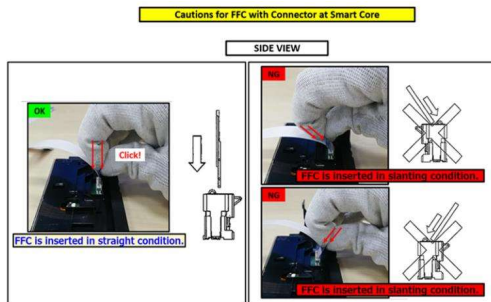 Cautions for FFC with Connector at Smart Core
SIDE VIEW
OK
Click!
FFC is inserted in straight condition.
NG
FFC is inserted in slanting condition.
NG
FFC is inserted in slanting condition.